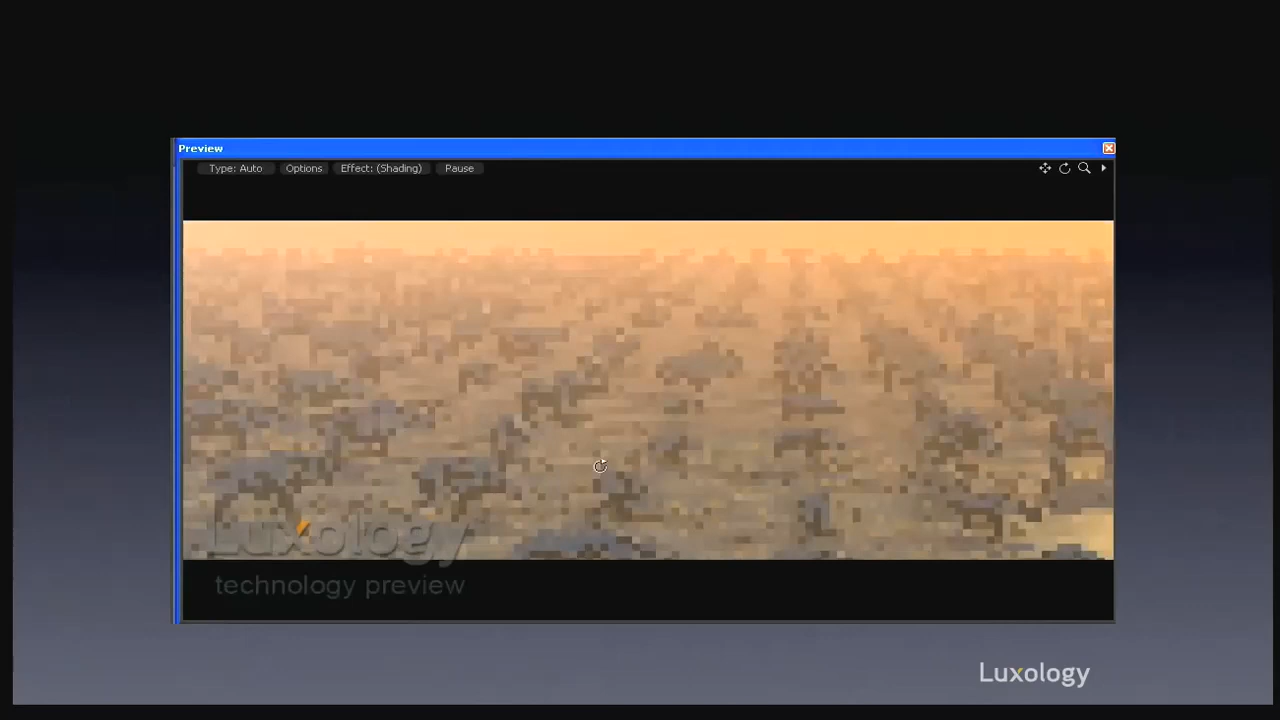 Preview
Type: Auto Options Effect: (Shading) Pause
Luxology
technology preview
Luxology